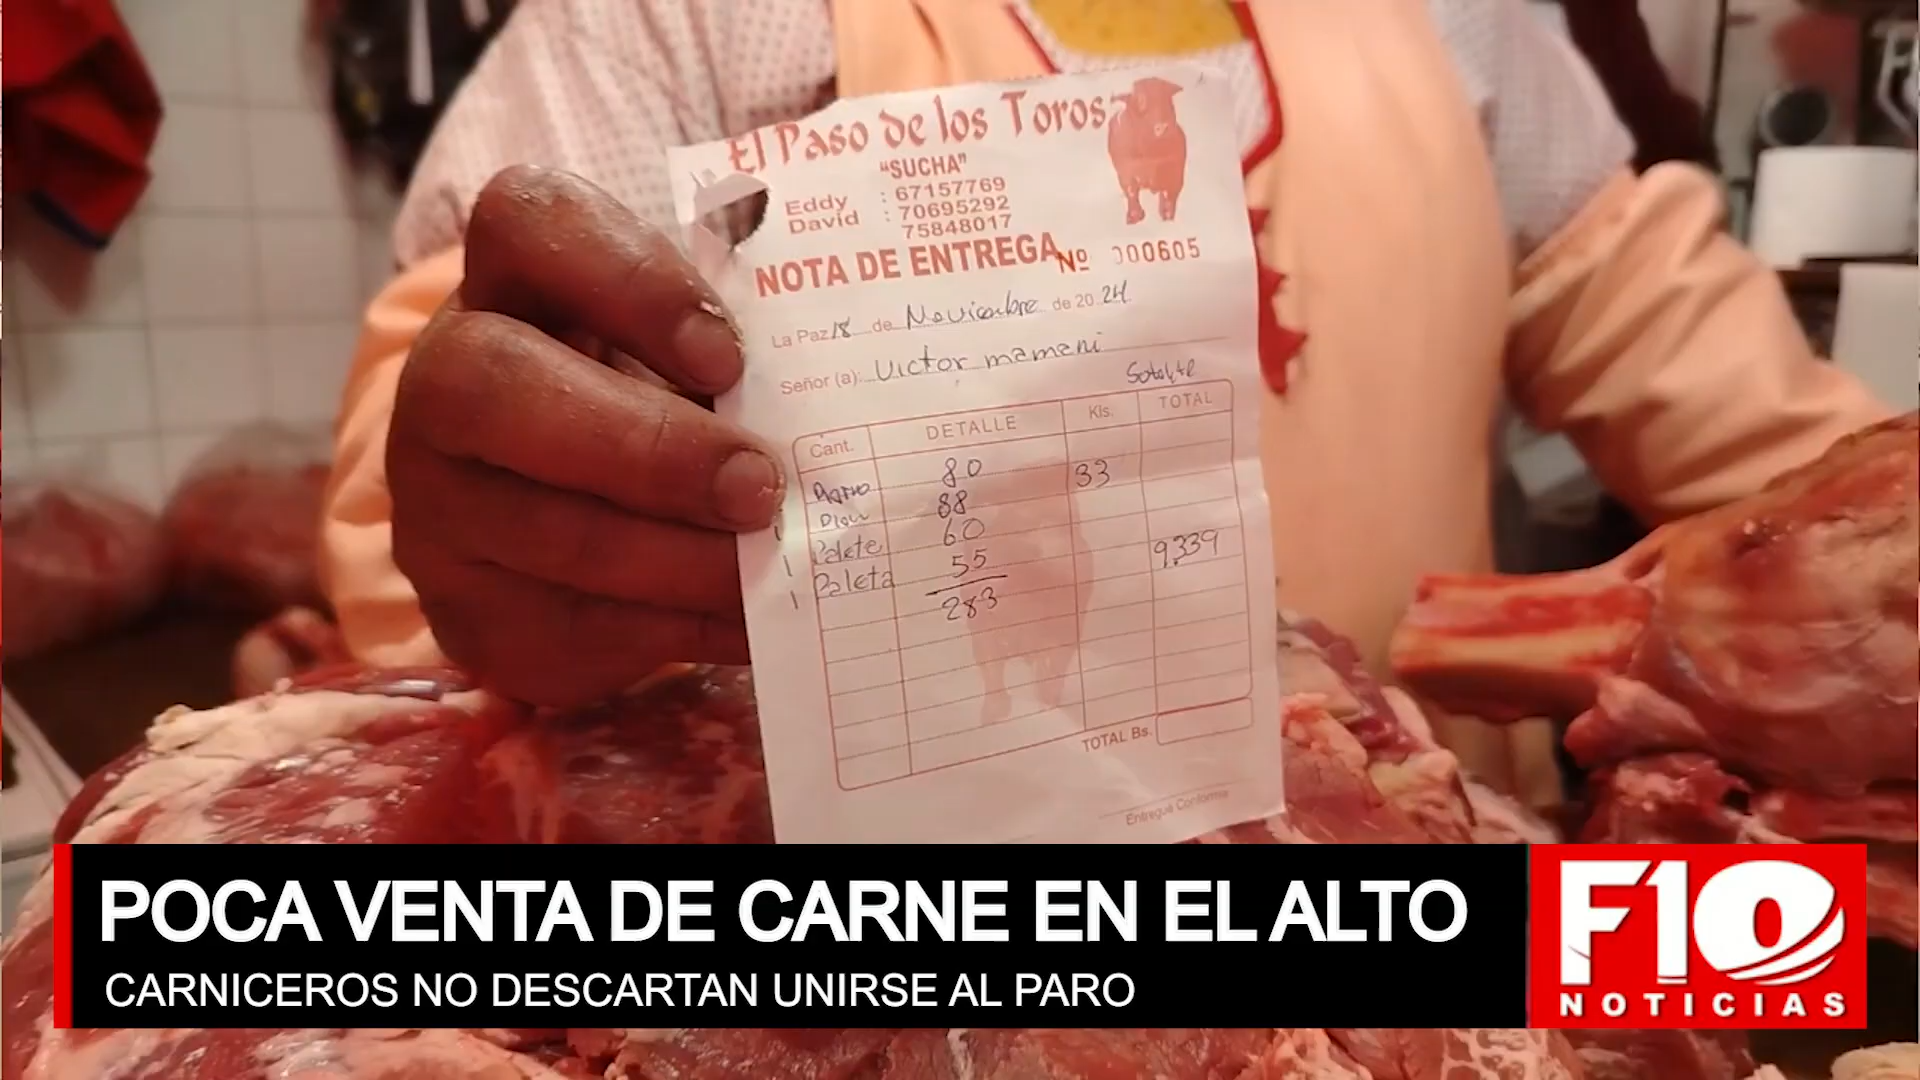 El Paso de los Toros
"SUCHA"
Eddy : 67157769
David : 70695292
75848017
NOTA DE ENTREGA Nº 000605
La Paz 18 de Noviembre de 20 24
Señor (a): Victor mamani
Cant. DETALLE Kls. TOTAL
80 33
88
1 Palete 60
1 Paleta 55 9339
283
TOTAL Bs.
Entregué Conforme
POCA VENTA DE CARNE EN EL ALTO
CARNICEROS NO DESCARTAN UNIRSE AL PARO
F10
NOTICIAS